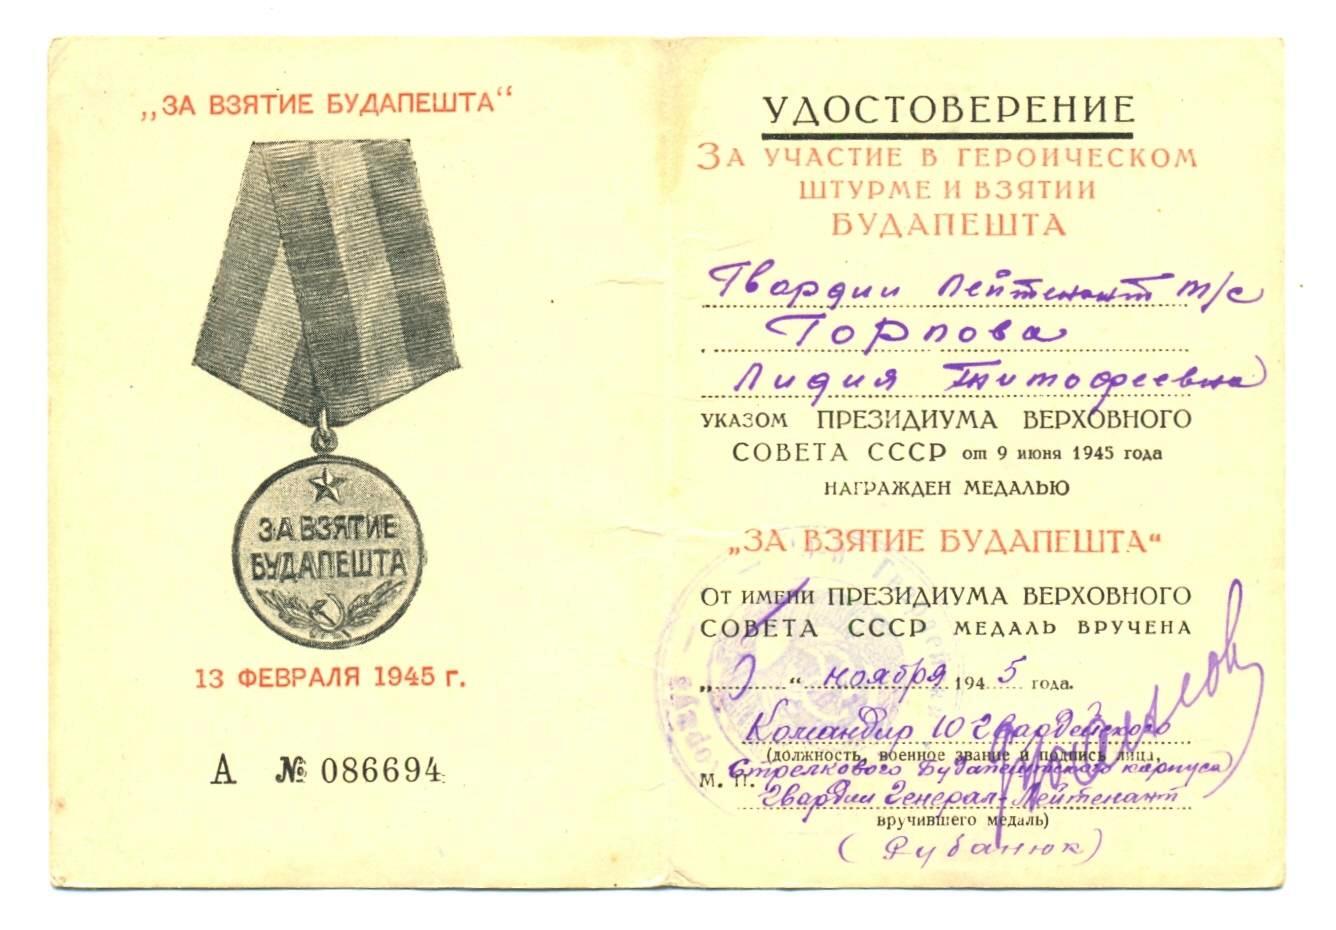 „ЗА ВЗЯТИЕ БУДАПЕШТА“
ЗА ВЗЯТИЕ
БУДАПЕШТА
13 ФЕВРАЛЯ 1945 г.
А № 086694
УДОСТОВЕРЕНИЕ
ЗА УЧАСТИЕ В ГЕРОИЧЕСКОМ
ШТУРМЕ И ВЗЯТИИ
БУДАПЕШТА
Гвардии Лейтенант т/с
Горпова
Лидия Тимофеевна
УКАЗОМ ПРЕЗИДИУМА ВЕРХОВНОГО
СОВЕТА СССР от 9 июня 1945 года
НАГРАЖДЕН МЕДАЛЬЮ
„ЗА ВЗЯТИЕ БУДАПЕШТА“
ОТ ИМЕНИ ПРЕЗИДИУМА ВЕРХОВНОГО
СОВЕТА СССР МЕДАЛЬ ВРУЧЕНА
„ “ ноября 1945 года.
Командир 10 Гвардейского
(должность, военное звание и подпись лица,
Стрелкового Будапештского карпуса
М. П.
Гвардии Генерал-Лейтенант
вручившего медаль)
(Рубанюк)